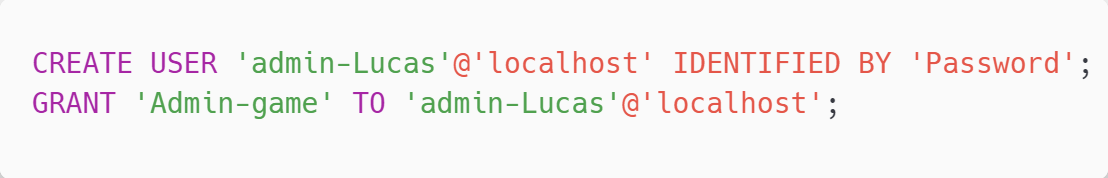 CREATE USER 'admin-Lucas'@'localhost' IDENTIFIED BY 'Password';
GRANT 'Admin-game' TO 'admin-Lucas'@'localhost';